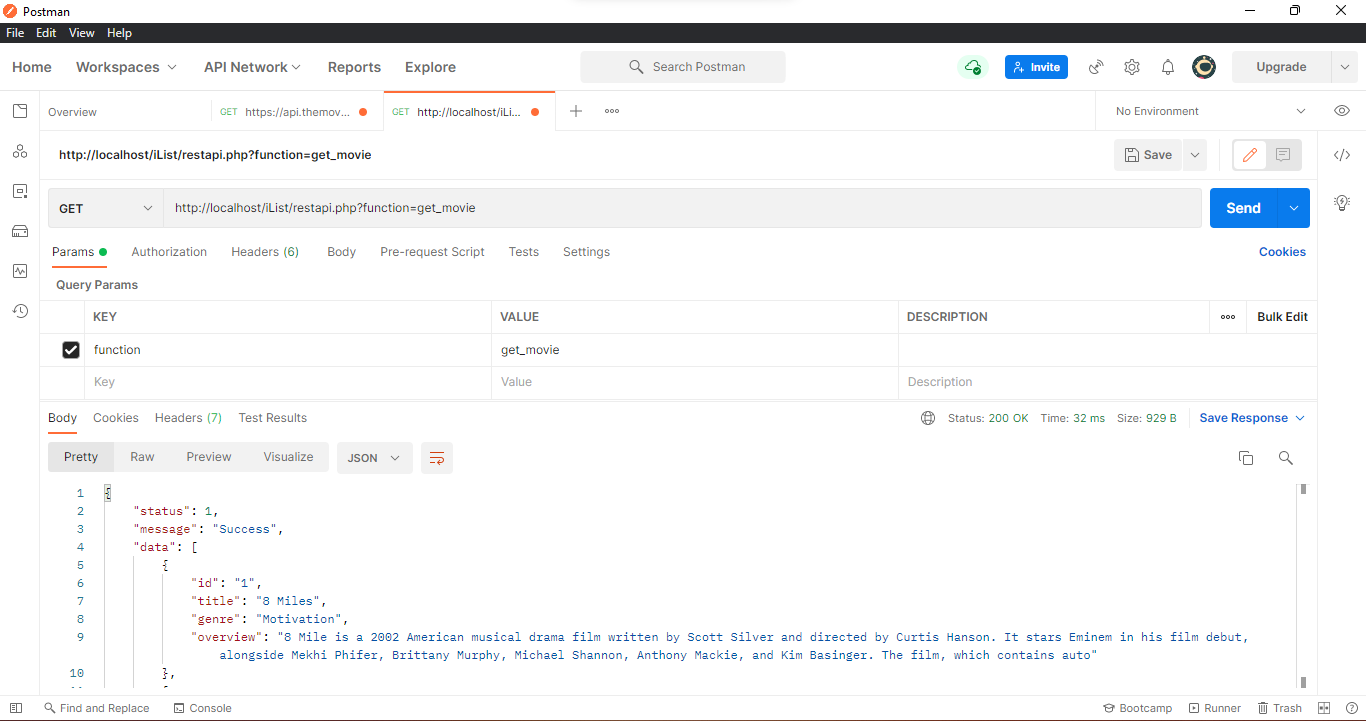 Postman
File Edit View Help
Home Workspaces API Network Reports Explore Search Postman Invite Upgrade
Overview GET https://api.themov... GET http://localhost/iLi... No Environment
http://localhost/iList/restapi.php?function=get_movie Save
GET http://localhost/iList/restapi.php?function=get_movie Send
Params Authorization Headers (6) Body Pre-request Script Tests Settings Cookies
Query Params
KEY VALUE DESCRIPTION Bulk Edit
function get_movie
Key Value Description
Body Cookies Headers (7) Test Results Status: 200 OK Time: 32 ms Size: 929 B Save Response
Pretty Raw Preview Visualize JSON
1 {
2 "status": 1,
3 "message": "Success",
4 "data": [
5 {
6 "id": "1",
7 "title": "8 Miles",
8 "genre": "Motivation",
9 "overview": "8 Mile is a 2002 American musical drama film written by Scott Silver and directed by Curtis Hanson. It stars Eminem in his film debut,
alongside Mekhi Phifer, Brittany Murphy, Michael Shannon, Anthony Mackie, and Kim Basinger. The film, which contains auto"
10 },
Find and Replace Console Bootcamp Runner Trash